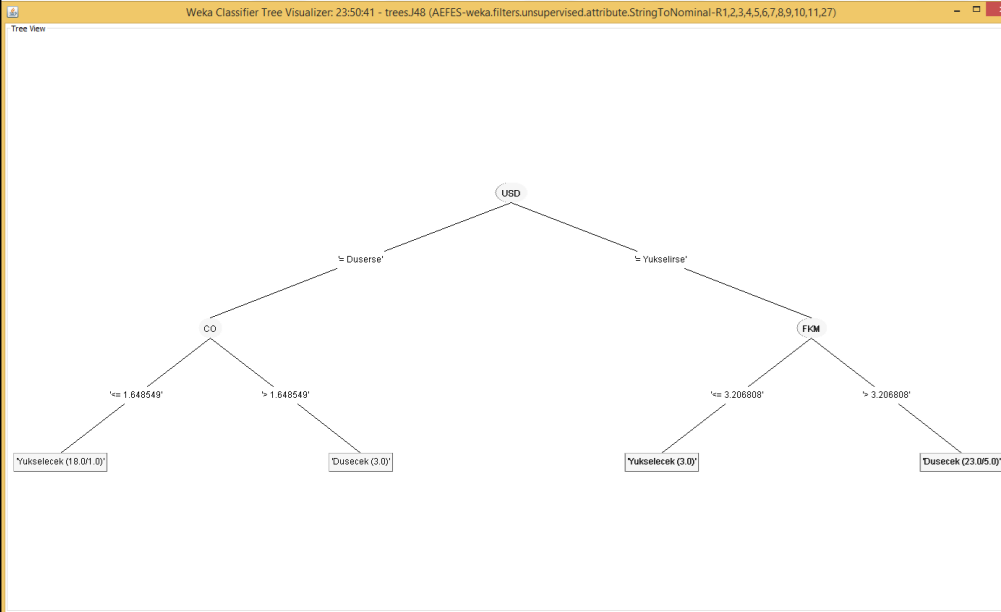 Weka Classifier Tree Visualizer: 23:50:41 - trees.J48 (AEFES-weka.filters.unsupervised.attribute.StringToNominal-R1,2,3,4,5,6,7,8,9,10,11,27)
Tree View
USD
'= Duserse'
'= Yukselirse'
CO
FKM
'<= 1.648549'
'> 1.648549'
'<= 3.206808'
'> 3.206808'
'Yukselecek (18.0/1.0)'
'Dusecek (3.0)'
'Yukselecek (3.0)'
'Dusecek (23.0/5.0)'